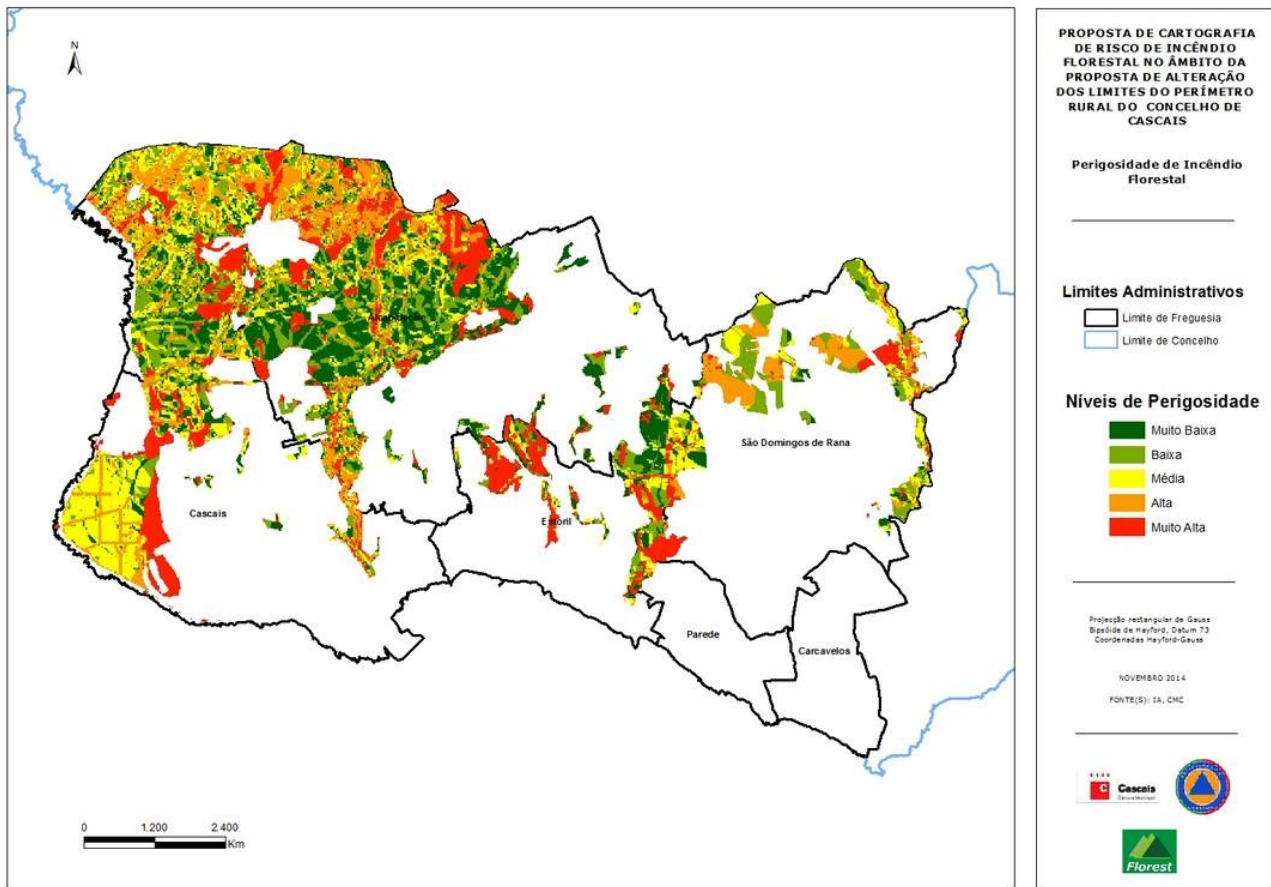 N
Alcabideche
São Domingos de Rana
Cascais
Estoril
Parede
Carcavelos
0 1.200 2.400
Km
PROPOSTA DE CARTOGRAFIA
DE RISCO DE INCÊNDIO
FLORESTAL NO ÂMBITO DA
PROPOSTA DE ALTERAÇÃO
DOS LIMITES DO PERÍMETRO
RURAL DO CONCELHO DE
CASCAIS
Perigosidade de Incêndio
Florestal
Limites Administrativos
Limite de Freguesia
Limite de Concelho
Níveis de Perigosidade
Muito Baixa
Baixa
Média
Alta
Muito Alta
Projecção rectangular de Gauss
Elipsóide de Hayford, Datum 73
Coordenadas Hayford-Gauss
NOVEMBRO 2014
FONTE(S): IA, CMC
C Cascais
Câmara Municipal
Florest